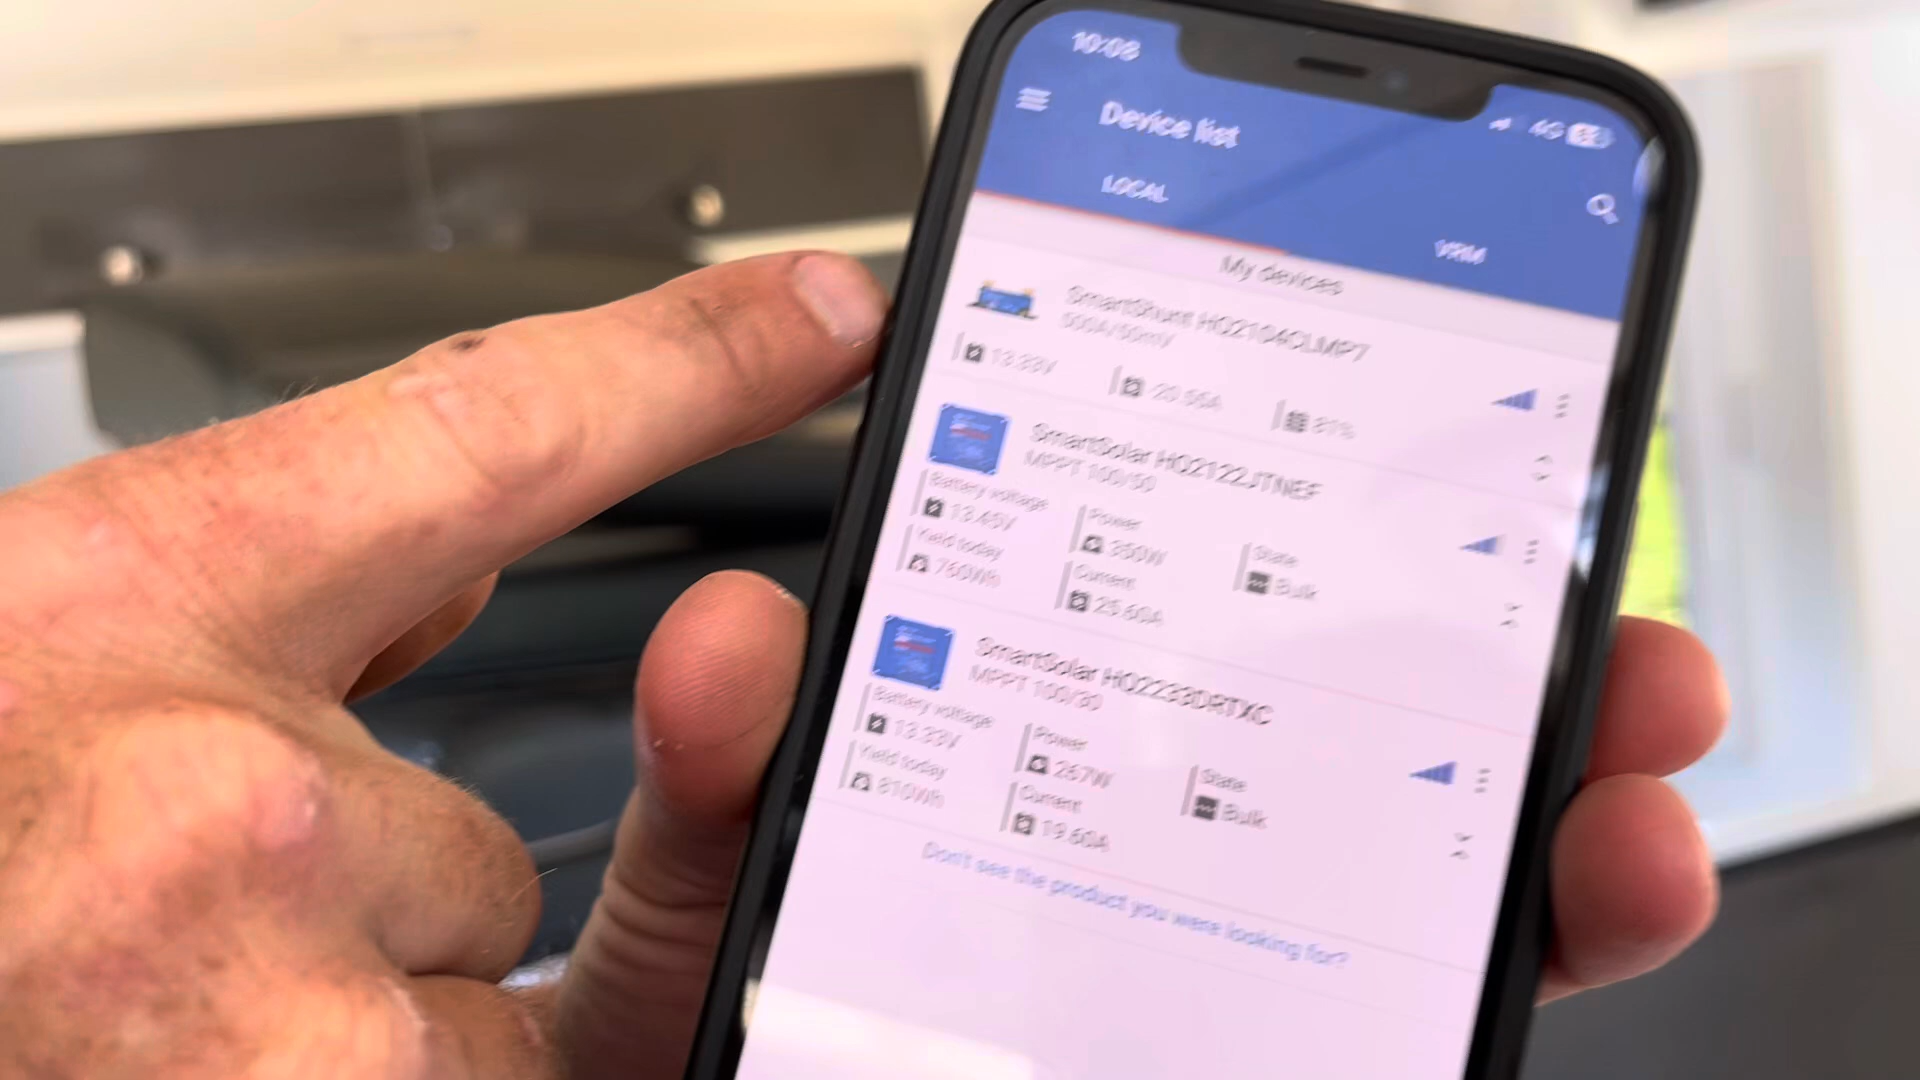 10:08
4G
Device list
LOCAL
VRM
My devices
SmartShunt HQ2104CLMP7
500A/50mV
13.33V
81%
SmartSolar HQ2122JTNEF
MPPT 100/50
Battery voltage
13.45V
Power
350W
State
Bulk
Yield today
760Wh
Current
25.60A
SmartSolar HQ2233DRTXC
MPPT 100/30
Battery voltage
13.33V
Power
267W
State
Bulk
Yield today
810Wh
Current
19.60A
Don't see the product you were looking for?